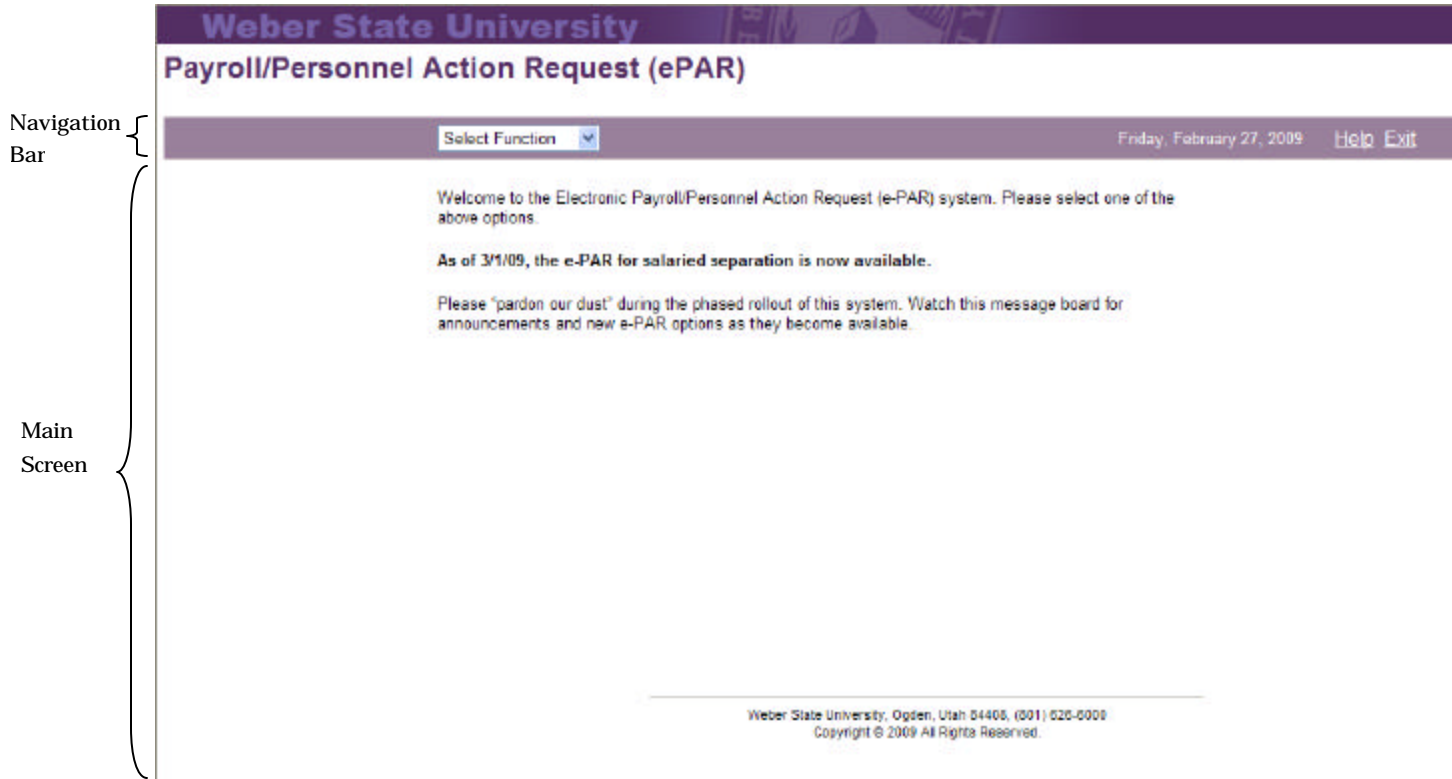 Weber State University
Payroll/Personnel Action Request (ePAR)
Navigation
Bar
Select Function
Friday, February 27, 2009 Help Exit
Welcome to the Electronic Payroll/Personnel Action Request (e-PAR) system. Please select one of the
above options.
As of 3/1/09, the e-PAR for salaried separation is now available.
Please "pardon our dust" during the phased rollout of this system. Watch this message board for
announcements and new e-PAR options as they become available.
Main
Screen
Weber State University, Ogden, Utah 84408, (801) 626-6000
Copyright © 2009 All Rights Reserved.